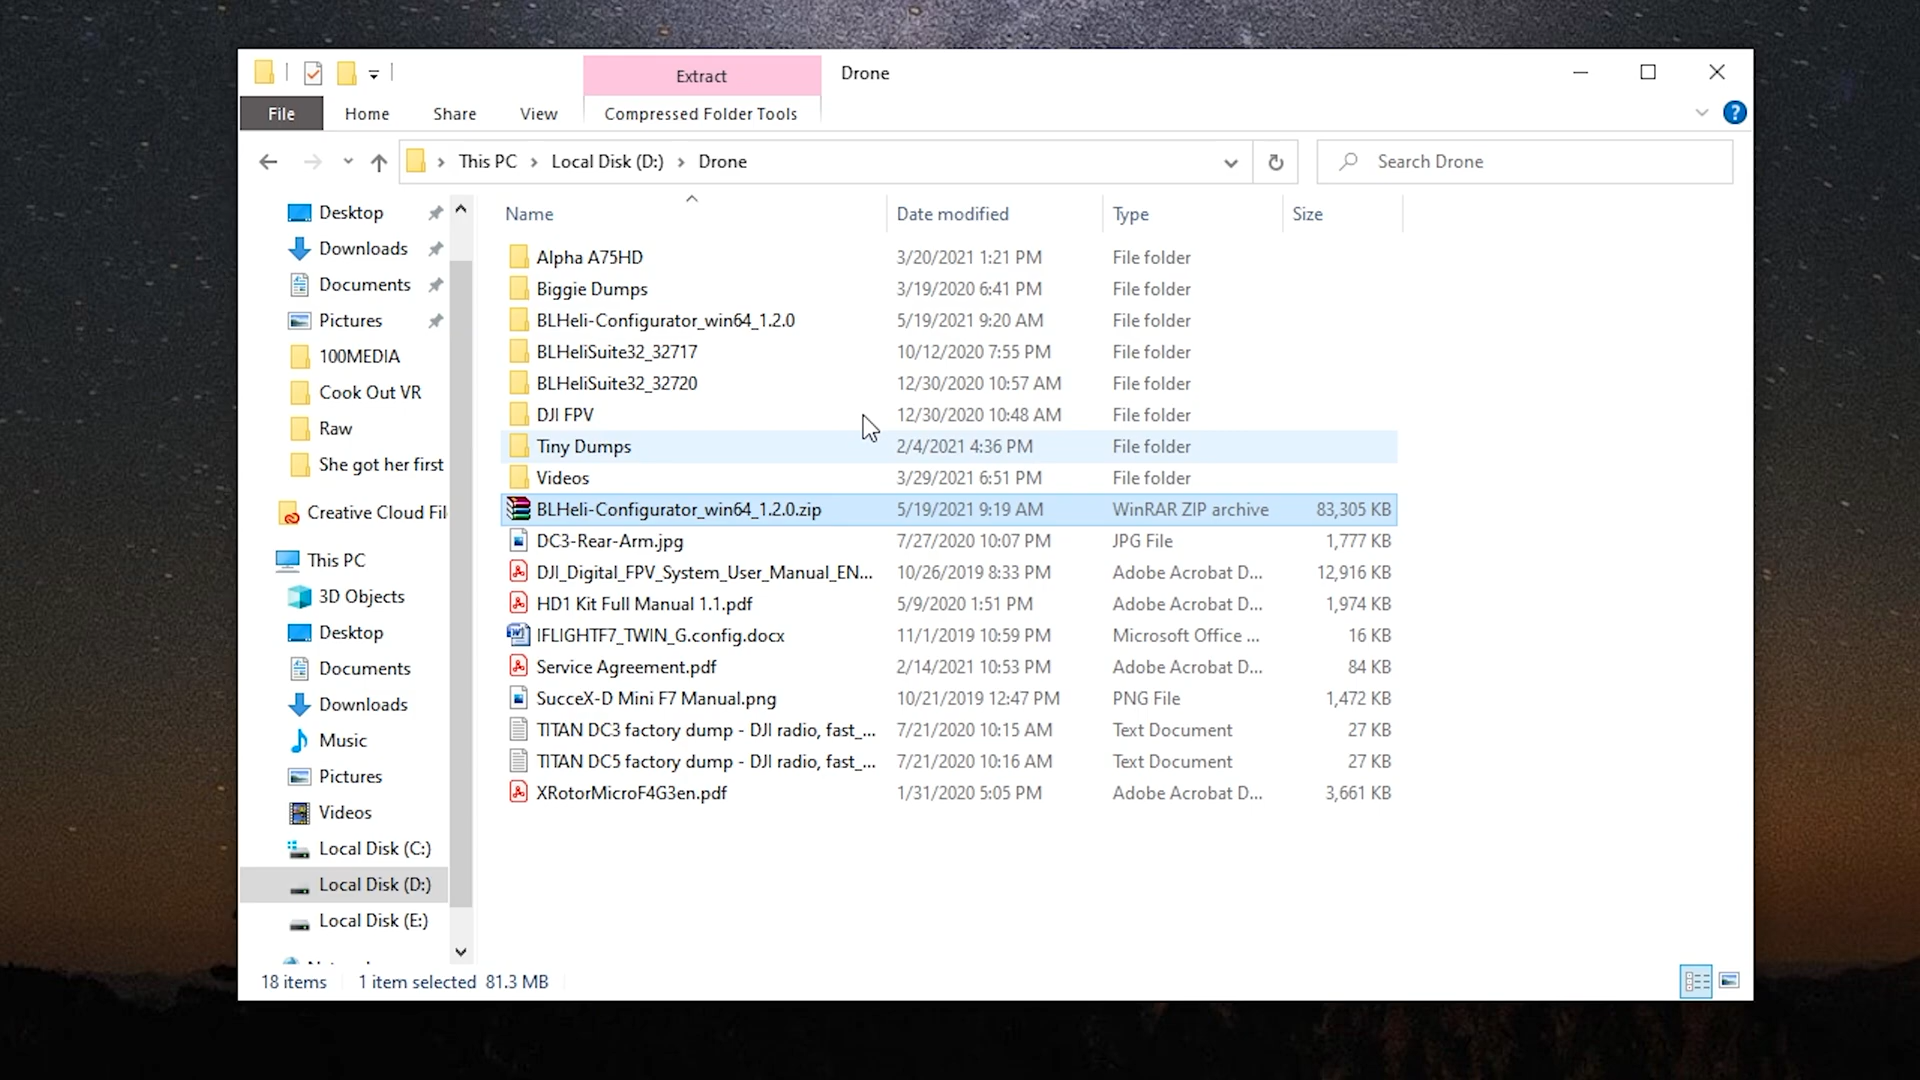 Extract
Drone
File
Home
Share
View
Compressed Folder Tools
?
This PC
Local Disk (D:)
Drone
Search Drone
Name
Date modified
Type
Size
Desktop
Downloads
Documents
Pictures
100MEDIA
Cook Out VR
Raw
She got her first
Creative Cloud Fil
This PC
3D Objects
Desktop
Documents
Downloads
Music
Pictures
Videos
Local Disk (C:)
Local Disk (D:)
Local Disk (E:)
Alpha A75HD 3/20/2021 1:21 PM File folder
Biggie Dumps 3/19/2020 6:41 PM File folder
BLHeli-Configurator_win64_1.2.0 5/19/2021 9:20 AM File folder
BLHeliSuite32_32717 10/12/2020 7:55 PM File folder
BLHeliSuite32_32720 12/30/2020 10:57 AM File folder
DJI FPV 12/30/2020 10:48 AM File folder
Tiny Dumps 2/4/2021 4:36 PM File folder
Videos 3/29/2021 6:51 PM File folder
BLHeli-Configurator_win64_1.2.0.zip 5/19/2021 9:19 AM WinRAR ZIP archive 83,305 KB
DC3-Rear-Arm.jpg 7/27/2020 10:07 PM JPG File 1,777 KB
DJI_Digital_FPV_System_User_Manual_EN... 10/26/2019 8:33 PM Adobe Acrobat D... 12,916 KB
HD1 Kit Full Manual 1.1.pdf 5/9/2020 1:51 PM Adobe Acrobat D... 1,974 KB
IFLIGHTF7_TWIN_G.config.docx 11/1/2019 10:59 PM Microsoft Office ... 16 KB
Service Agreement.pdf 2/14/2021 10:53 PM Adobe Acrobat D... 84 KB
SucceX-D Mini F7 Manual.png 10/21/2019 12:47 PM PNG File 1,472 KB
TITAN DC3 factory dump - DJI radio, fast_... 7/21/2020 10:15 AM Text Document 27 KB
TITAN DC5 factory dump - DJI radio, fast_... 7/21/2020 10:16 AM Text Document 27 KB
XRotorMicroF4G3en.pdf 1/31/2020 5:05 PM Adobe Acrobat D... 3,661 KB
18 items
1 item selected 81.3 MB